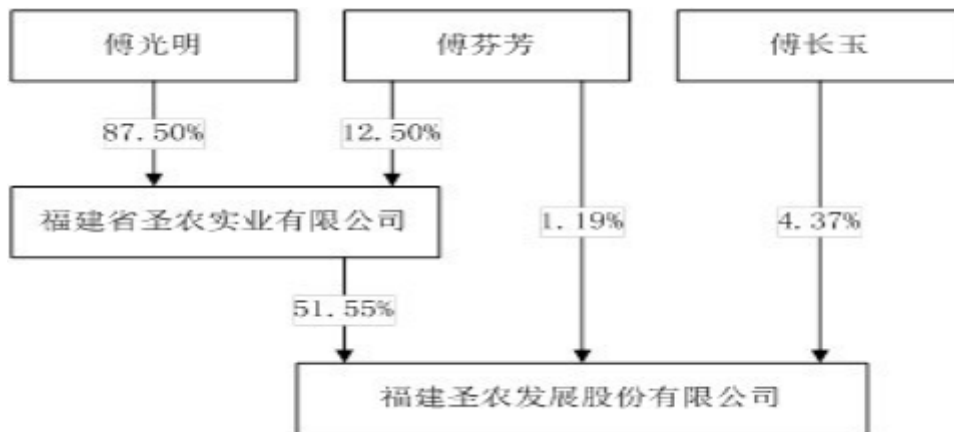 傅光明
傅芬芳
傅长玉
87.50%
12.50%
福建省圣农实业有限公司
1.19%
4.37%
51.55%
福建圣农发展股份有限公司